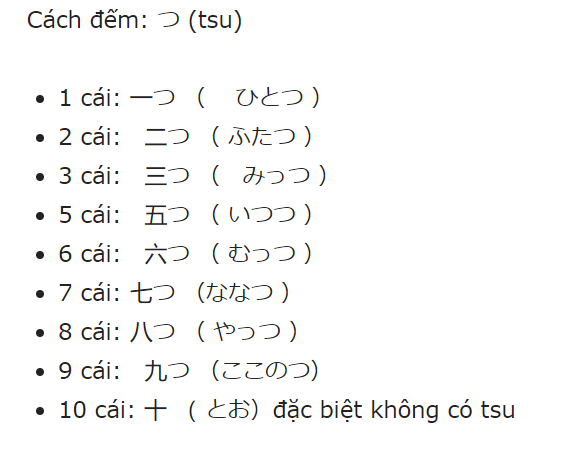 Cách đếm: つ (tsu)
1 cái: 一つ （　ひとつ ）
2 cái:　二つ （ ふたつ ）
3 cái:　三つ （　みっつ ）
5 cái:　五つ （ いつつ ）
6 cái:　六つ （ むっつ ）
7 cái: 七つ （ななつ ）
8 cái: 八つ （ やっつ ）
9 cái:　九つ （ここのつ）
10 cái: 十 （ とお）đặc biệt không có tsu